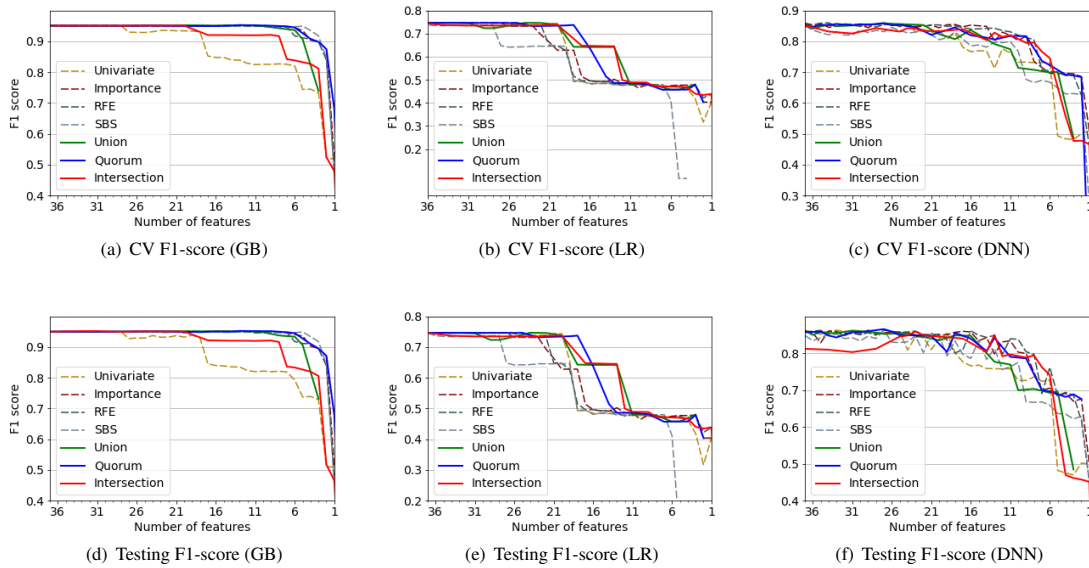 0.9
0.8
0.7
0.6
0.5
0.4
F1 score
Univariate
Importance
RFE
SBS
Union
Quorum
Intersection
36 31 26 21 16 11 6 1
Number of features
(a) CV F1-score (GB)
0.8
0.7
0.6
0.5
0.4
0.3
0.2
F1 score
Univariate
Importance
RFE
SBS
Union
Quorum
Intersection
36 31 26 21 16 11 6 1
Number of features
(b) CV F1-score (LR)
0.9
0.8
0.7
0.6
0.5
0.4
0.3
F1 score
Univariate
Importance
RFE
SBS
Union
Quorum
Intersection
36 31 26 21 16 11 6 1
Number of features
(c) CV F1-score (DNN)
0.9
0.8
0.7
0.6
0.5
0.4
F1 score
Univariate
Importance
RFE
SBS
Union
Quorum
Intersection
36 31 26 21 16 11 6 1
Number of features
(d) Testing F1-score (GB)
0.8
0.7
0.6
0.5
0.4
0.3
0.2
F1 score
Univariate
Importance
RFE
SBS
Union
Quorum
Intersection
36 31 26 21 16 11 6 1
Number of features
(e) Testing F1-score (LR)
0.8
0.7
0.6
0.5
0.4
F1 score
Univariate
Importance
RFE
SBS
Union
Quorum
Intersection
36 31 26 21 16 11 6 1
Number of features
(f) Testing F1-score (DNN)